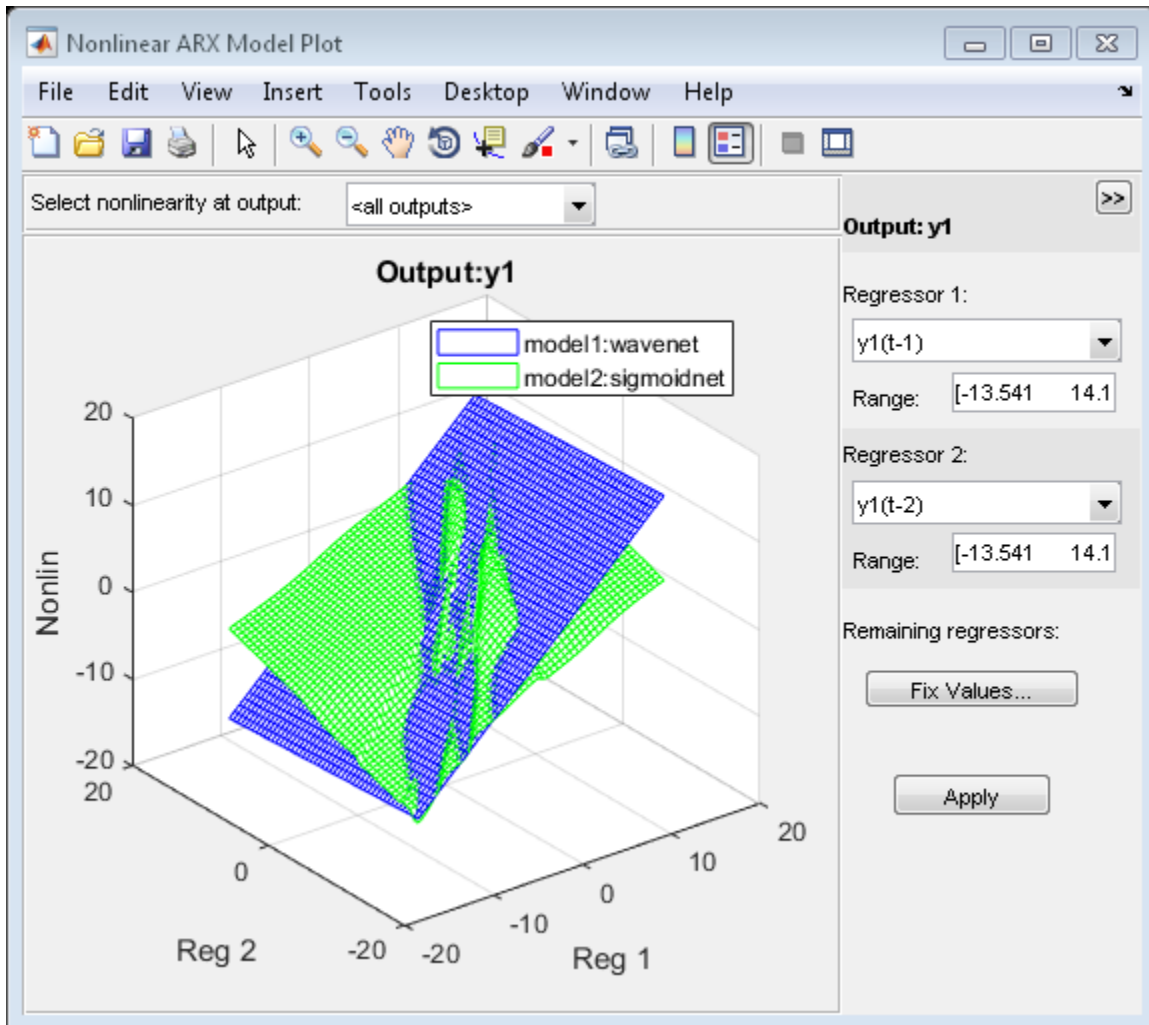 Nonlinear ARX Model Plot
File Edit View Insert Tools Desktop Window Help
Select nonlinearity at output: <all outputs>
>>
Output: y1
Output:y1
model1:wavenet
model2:sigmoidnet
20
10
0
-10
-20
Nonlin
20
0
-20
Reg 2
-20
-10
0
10
20
Reg 1
Regressor 1:
y1(t-1)
Range: [-13.541 14.1
Regressor 2:
y1(t-2)
Range: [-13.541 14.1
Remaining regressors:
Fix Values...
Apply